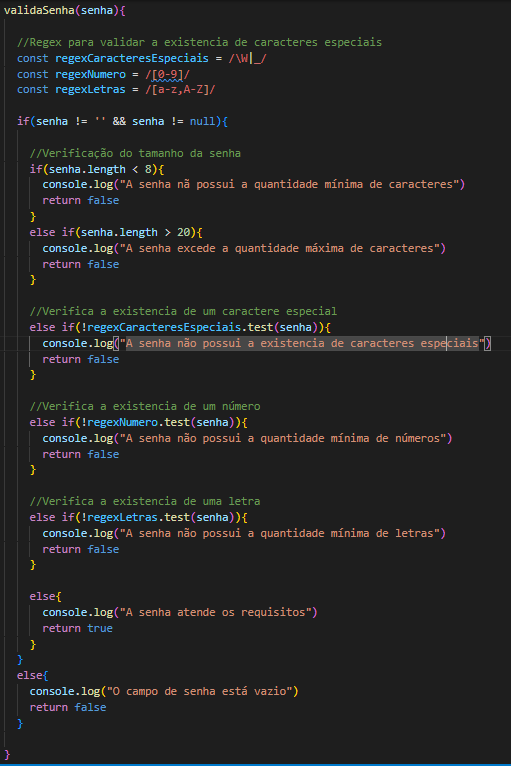 validaSenha(senha){
//Regex para validar a existencia de caracteres especiais
const regexCaracteresEspeciais = /\W|_/
const regexNumero = /[0-9]/
const regexLetras = /[a-z,A-Z]/
if(senha != '' && senha != null){
//Verificação do tamanho da senha
if(senha.length < 8){
console.log("A senha nã possui a quantidade mínima de caracteres")
return false
}
else if(senha.length > 20){
console.log("A senha excede a quantidade máxima de caracteres")
return false
}
//Verifica a existencia de um caractere especial
else if(!regexCaracteresEspeciais.test(senha)){
console.log("A senha não possui a existencia de caracteres especiais")
return false
}
//Verifica a existencia de um número
else if(!regexNumero.test(senha)){
console.log("A senha não possui a quantidade mínima de números")
return false
}
//Verifica a existencia de uma letra
else if(!regexLetras.test(senha)){
console.log("A senha não possui a quantidade mínima de letras")
return false
}
else{
console.log("A senha atende os requisitos")
return true
}
}
else{
console.log("O campo de senha está vazio")
return false
}
}